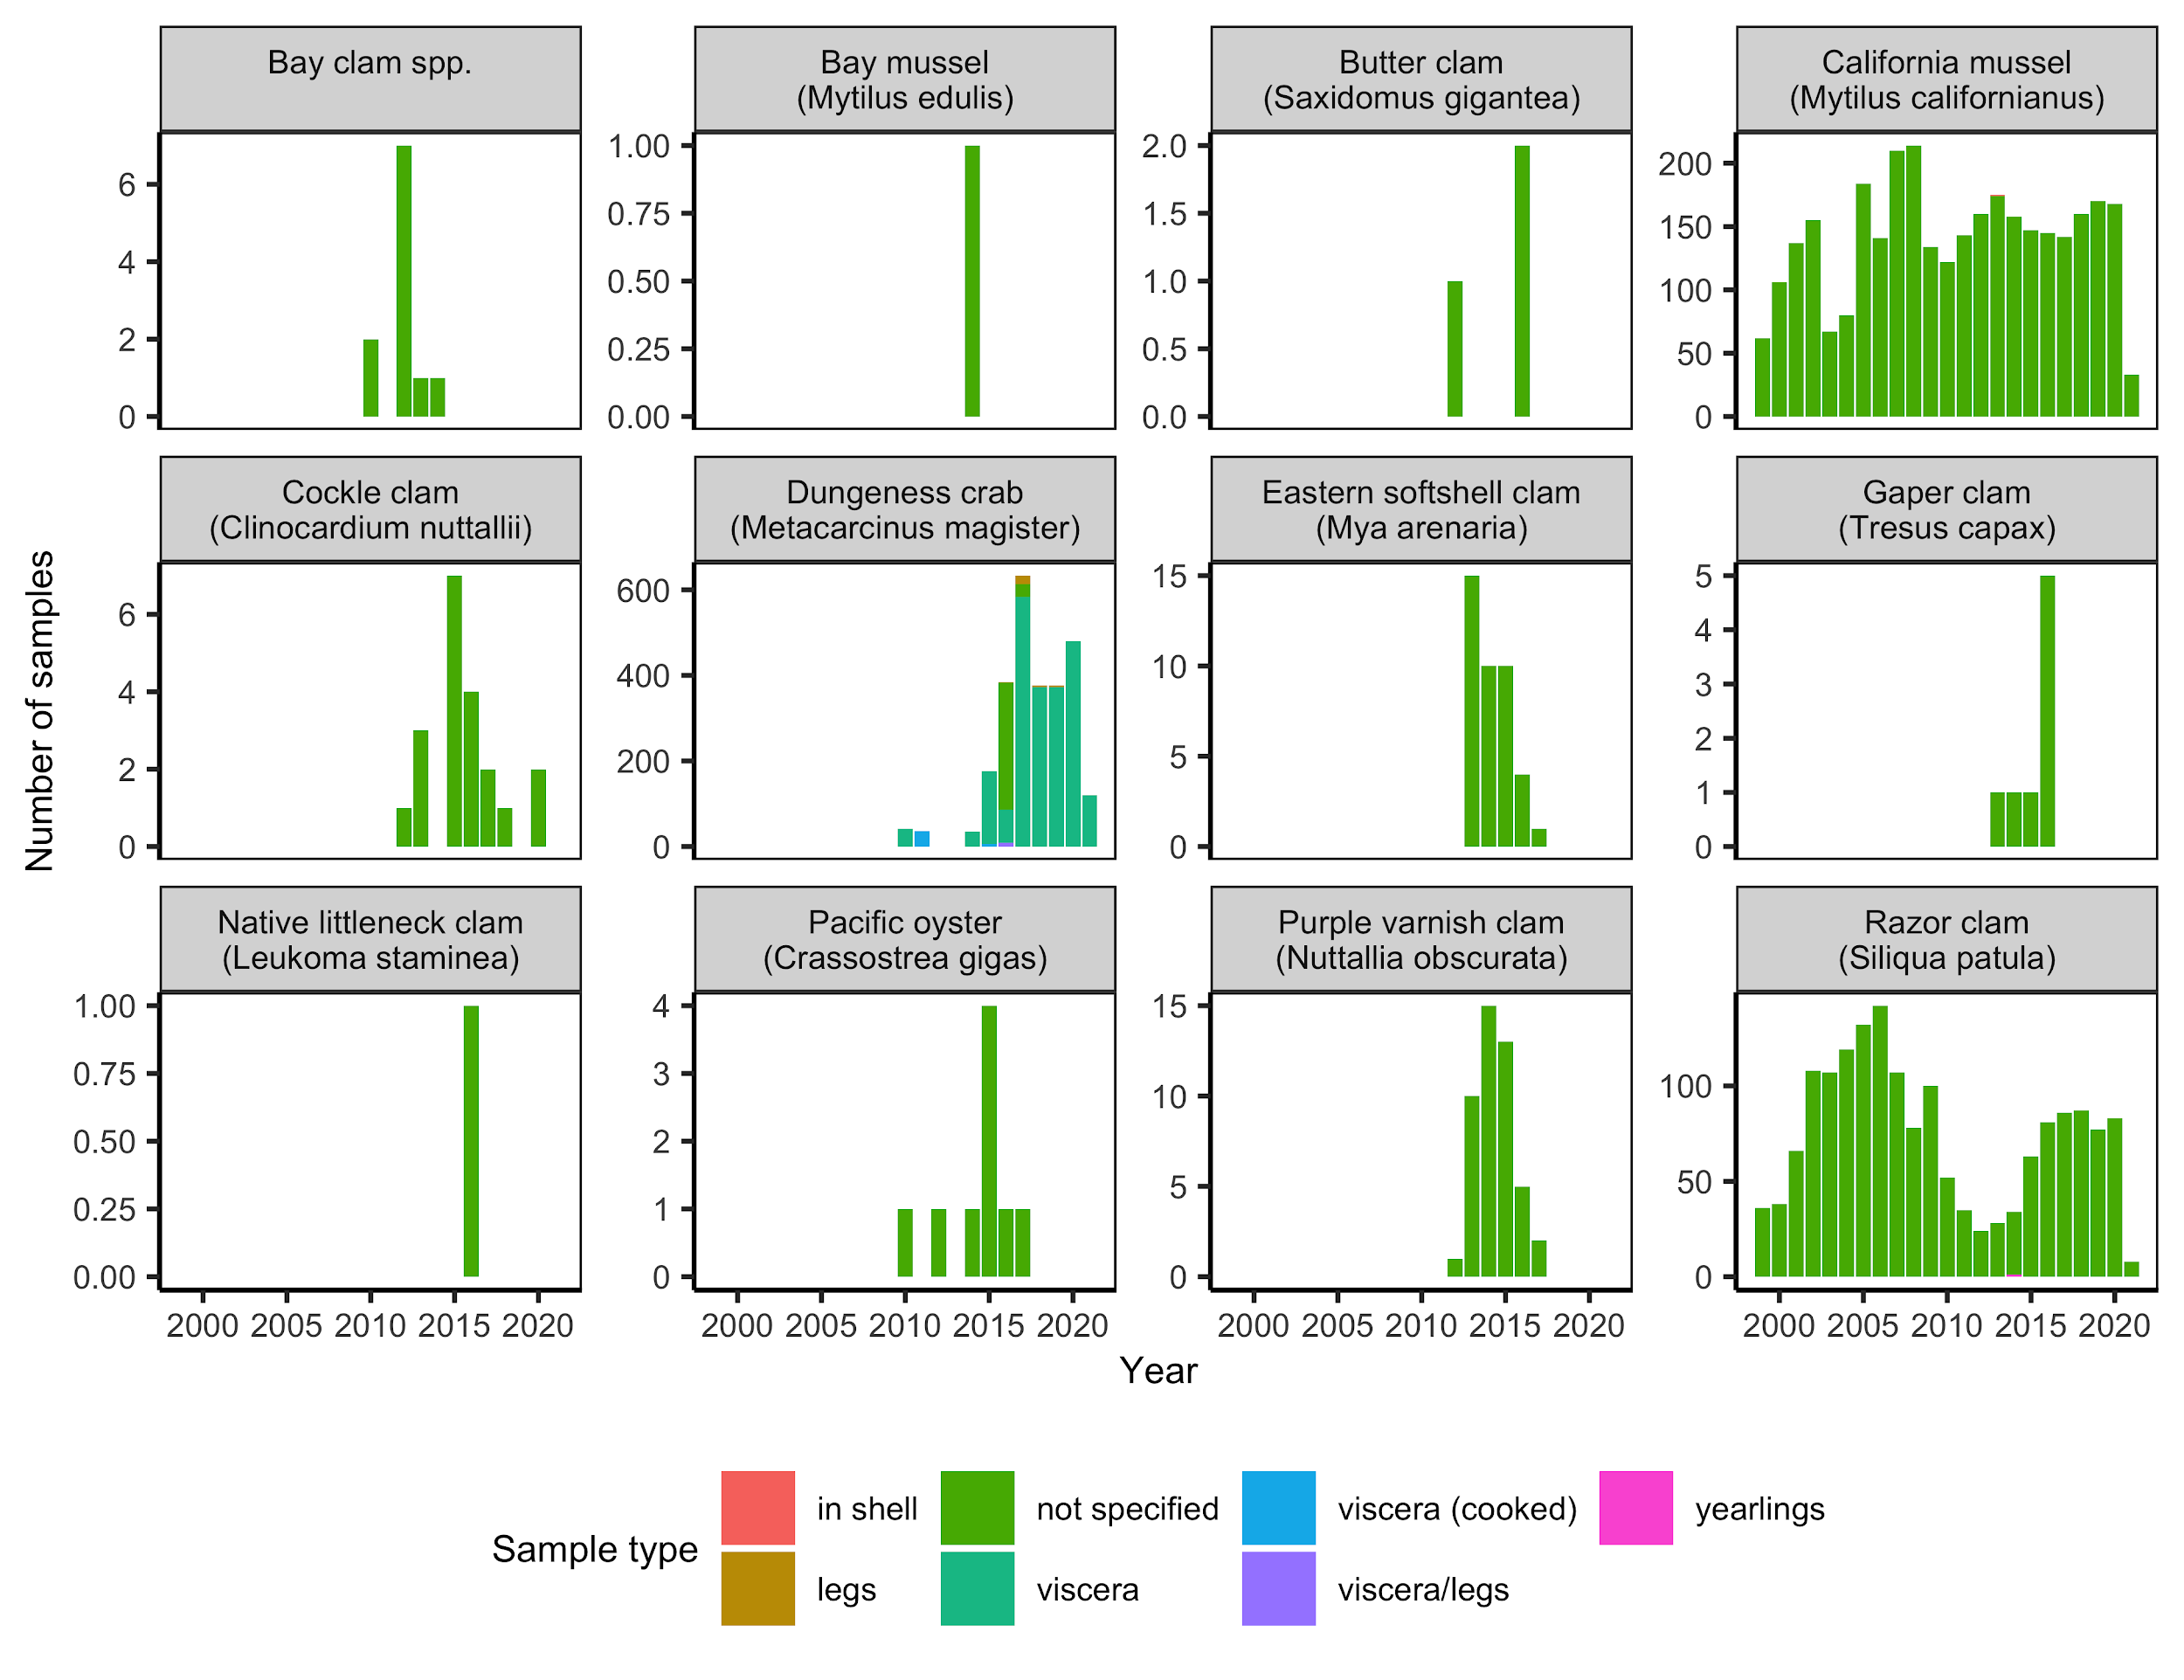 Bay clam spp.
Bay mussel
(Mytilus edulis)
Butter clam
(Saxidomus gigantea)
California mussel
(Mytilus californianus)
6
4
2
0
1.00
0.75
0.50
0.25
0.00
2.0
1.5
1.0
0.5
0.0
200
150
100
50
0
Number of samples
Cockle clam
(Clinocardium nuttallii)
Dungeness crab
(Metacarcinus magister)
Eastern softshell clam
(Mya arenaria)
Gaper clam
(Tresus capax)
6
4
2
0
600
400
200
0
15
10
5
0
5
4
3
2
1
0
Native littleneck clam
(Leukoma staminea)
Pacific oyster
(Crassostrea gigas)
Purple varnish clam
(Nuttallia obscurata)
Razor clam
(Siliqua patula)
1.00
0.75
0.50
0.25
0.00
4
3
2
1
0
15
10
5
0
100
50
0
2000 2005 2010 2015 2020
2000 2005 2010 2015 2020
2000 2005 2010 2015 2020
2000 2005 2010 2015 2020
Year
Sample type
in shell
not specified
viscera (cooked)
yearlings
legs
viscera
viscera/legs